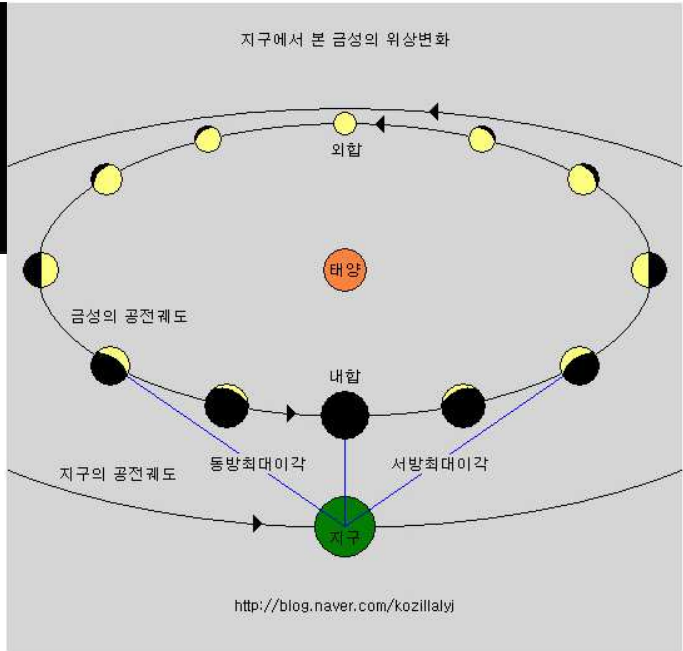 지구에서 본 금성의 위상변화
외합
태양
금성의 공전궤도
내합
동방최대이각
서방최대이각
지구의 공전궤도
지구
http://blog.naver.com/kozillalyj